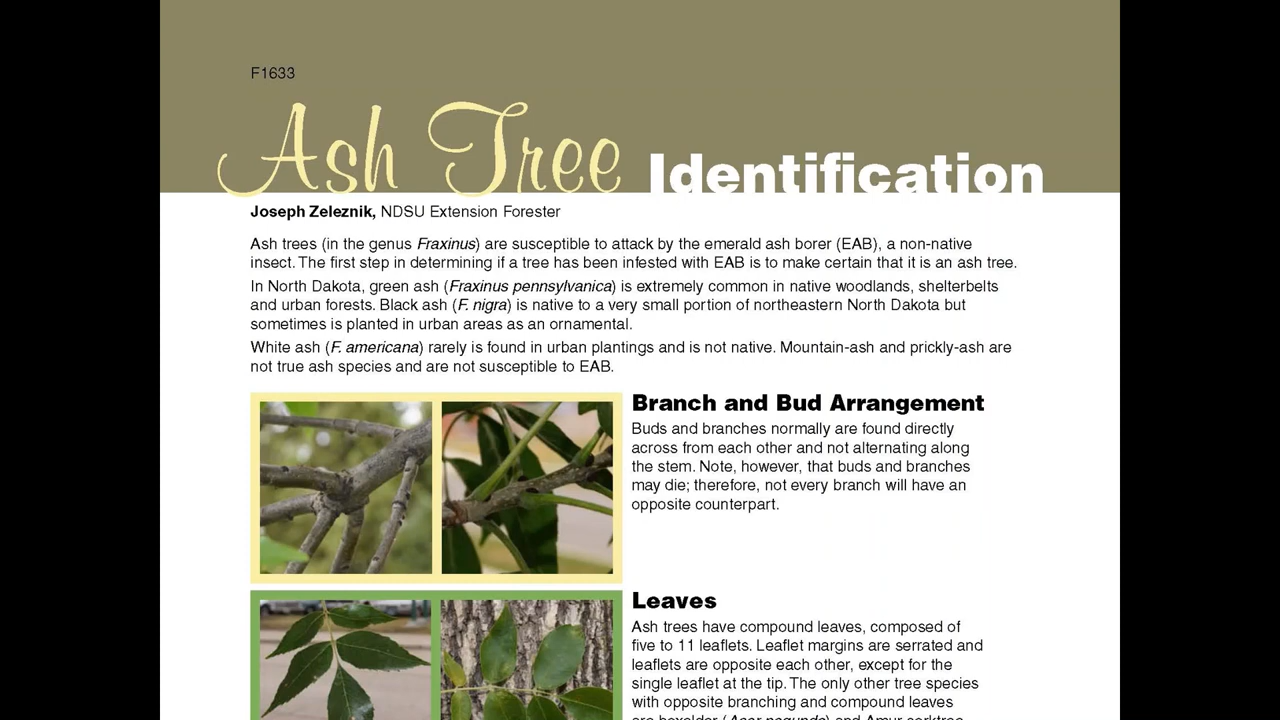 F1633
Ash Tree Identification
Joseph Zeleznik, NDSU Extension Forester
Ash trees (in the genus Fraxinus) are susceptible to attack by the emerald ash borer (EAB), a non-native
insect. The first step in determining if a tree has been infested with EAB is to make certain that it is an ash tree.
In North Dakota, green ash (Fraxinus pennsylvanica) is extremely common in native woodlands, shelterbelts
and urban forests. Black ash (F. nigra) is native to a very small portion of northeastern North Dakota but
sometimes is planted in urban areas as an ornamental.
White ash (F. americana) rarely is found in urban plantings and is not native. Mountain-ash and prickly-ash are
not true ash species and are not susceptible to EAB.
Branch and Bud Arrangement
Buds and branches normally are found directly
across from each other and not alternating along
the stem. Note, however, that buds and branches
may die; therefore, not every branch will have an
opposite counterpart.
Leaves
Ash trees have compound leaves, composed of
five to 11 leaflets. Leaflet margins are serrated and
leaflets are opposite each other, except for the
single leaflet at the tip. The only other tree species
with opposite branching and compound leaves
are boxelder (Acer negundo) and Amur corktree